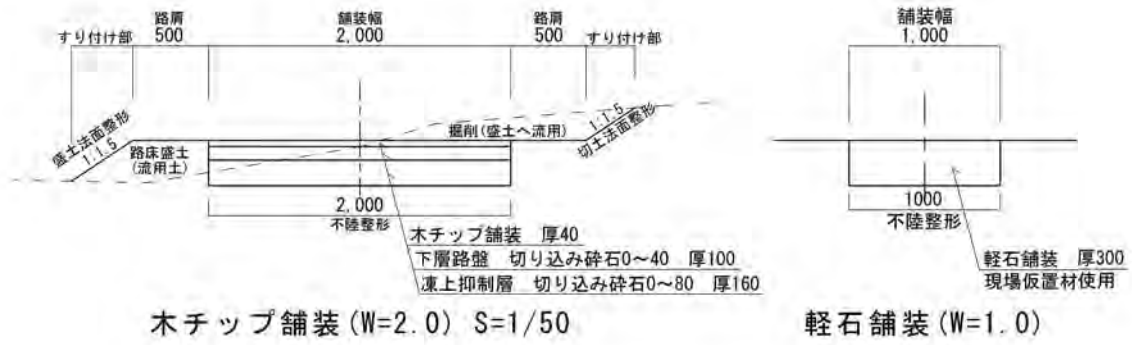 路肩 舗装幅 路肩
すり付け部 500 2,000 500 すり付け部
盛土法面整形
1:1.5
路床盛土
(流用土)
掘削(盛土へ流用)
1:1.5
切土法面整形
2,000
不陸整形
木チップ舗装 厚40
下層路盤 切り込み砕石0~40 厚100
凍上抑制層 切り込み砕石0~80 厚160
木チップ舗装(W=2.0) S=1/50
舗装幅
1,000
1000
不陸整形
軽石舗装 厚300
現場仮置材使用
軽石舗装(W=1.0)